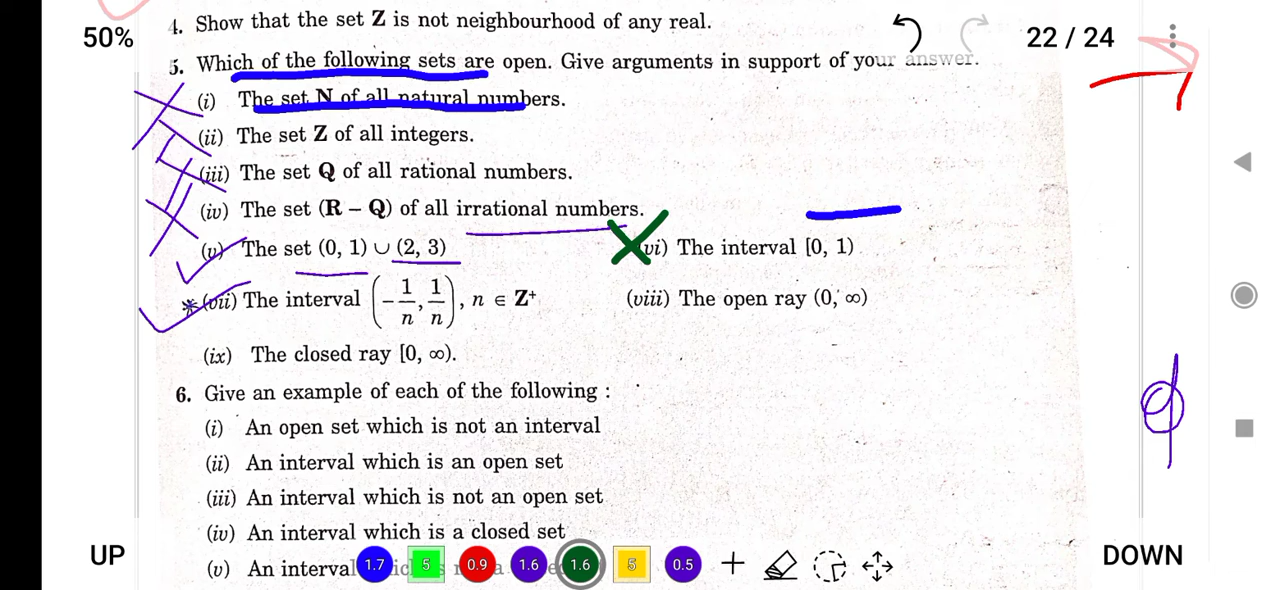 50%
4. Show that the set Z is not neighbourhood of any real.
22 / 24
5. Which of the following sets are open. Give arguments in support of your answer.
(i) The set N of all natural numbers.
(ii) The set Z of all integers.
(iii) The set Q of all rational numbers.
(iv) The set (R – Q) of all irrational numbers.
(v) The set (0, 1) ∪ (2, 3) (vi) The interval [0, 1)
*(vii) The interval (–1/n, 1/n), n ∈ Z⁺ (viii) The open ray (0, ∞)
(ix) The closed ray [0, ∞).
6. Give an example of each of the following :
(i) An open set which is not an interval
(ii) An interval which is an open set
(iii) An interval which is not an open set
(iv) An interval which is a closed set
UP
DOWN
(v) An interval
1.7 5 0.9 1.6 1.6 5 0.5